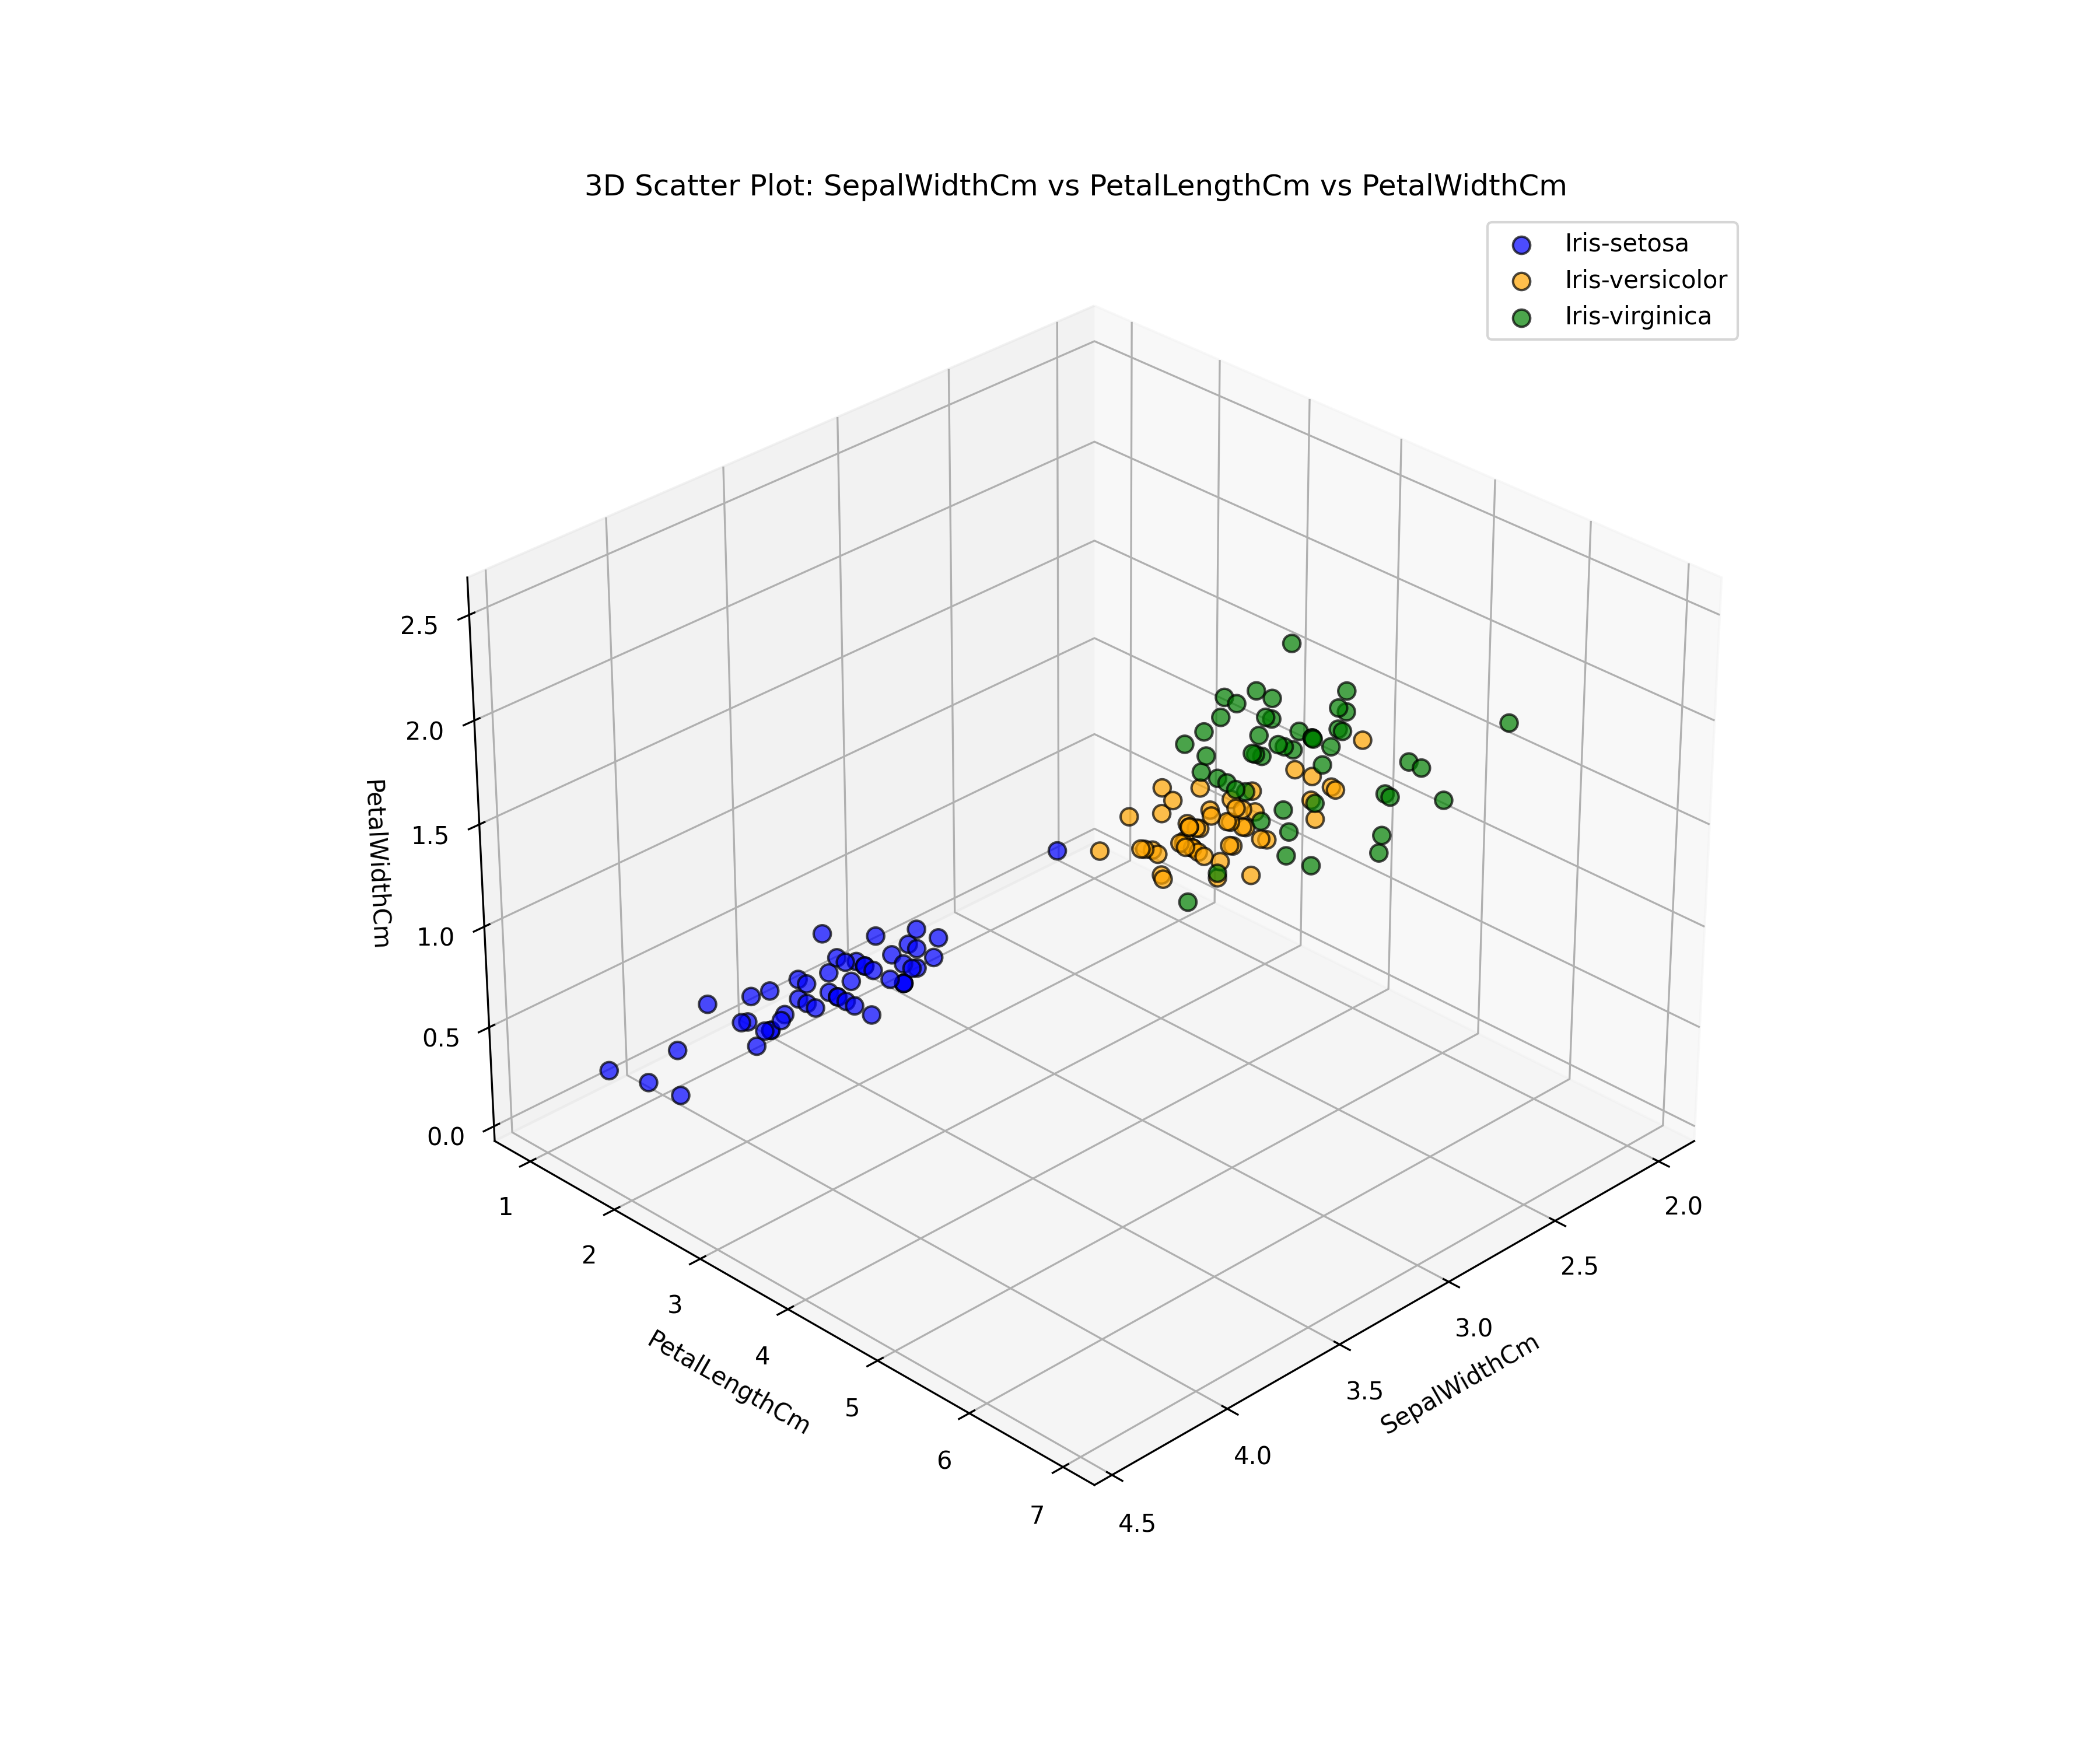 3D Scatter Plot: SepalWidthCm vs PetalLengthCm vs PetalWidthCm
Iris-setosa
Iris-versicolor
Iris-virginica
2.5
2.0
1.5
1.0
0.5
0.0
PetalWidthCm
1
2
3
4
5
6
7
PetalLengthCm
2.0
2.5
3.0
3.5
4.0
4.5
SepalWidthCm